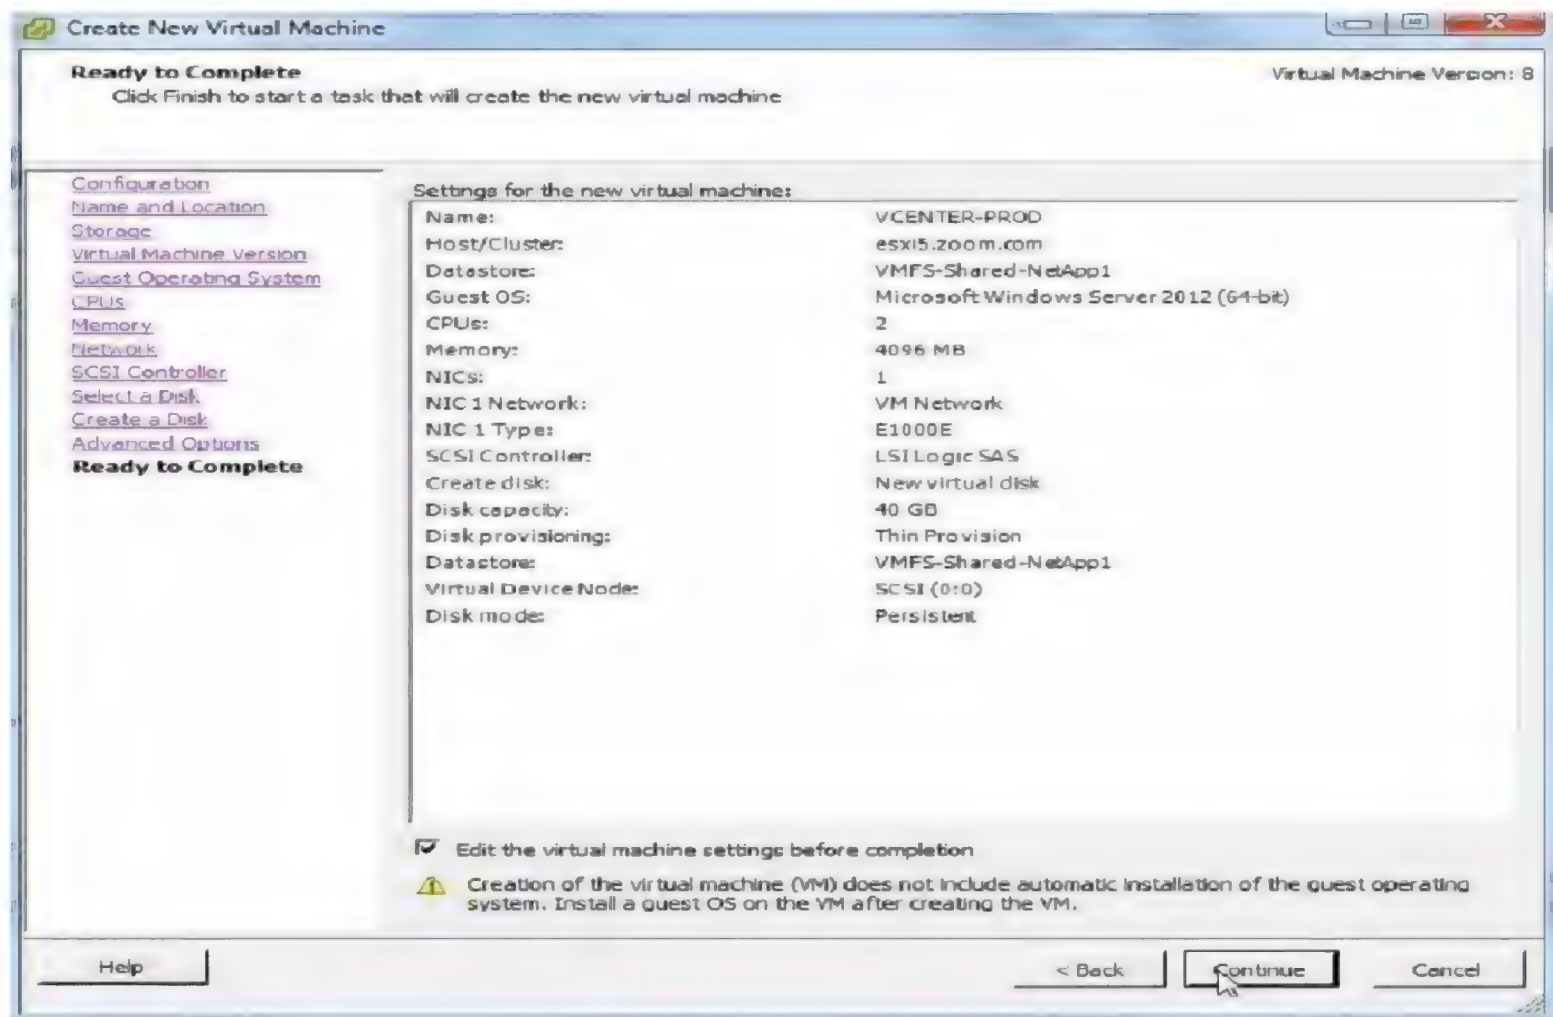 Create New Virtual Machine
Ready to Complete
Click Finish to start a task that will create the new virtual machine
Virtual Machine Version: 8
Configuration
Name and Location
Storage
Virtual Machine Version
Guest Operating System
CPUs
Memory
Network
SCSI Controller
Select a Disk
Create a Disk
Advanced Options
Ready to Complete
Settings for the new virtual machine:
Name: VCENTER-PROD
Host/Cluster: esxi5.zoom.com
Datastore: VMFS-Shared-NetApp1
Guest OS: Microsoft Windows Server 2012 (64-bit)
CPUs: 2
Memory: 4096 MB
NICs: 1
NIC 1 Network: VM Network
NIC 1 Type: E1000E
SCSI Controller: LSI Logic SAS
Create disk: New virtual disk
Disk capacity: 40 GB
Disk provisioning: Thin Provision
Datastore: VMFS-Shared-NetApp1
Virtual Device Node: SCSI (0:0)
Disk mode: Persistent
Edit the virtual machine settings before completion
Creation of the virtual machine (VM) does not include automatic installation of the guest operating
system. Install a guest OS on the VM after creating the VM.
Help
< Back
Continue
Cancel